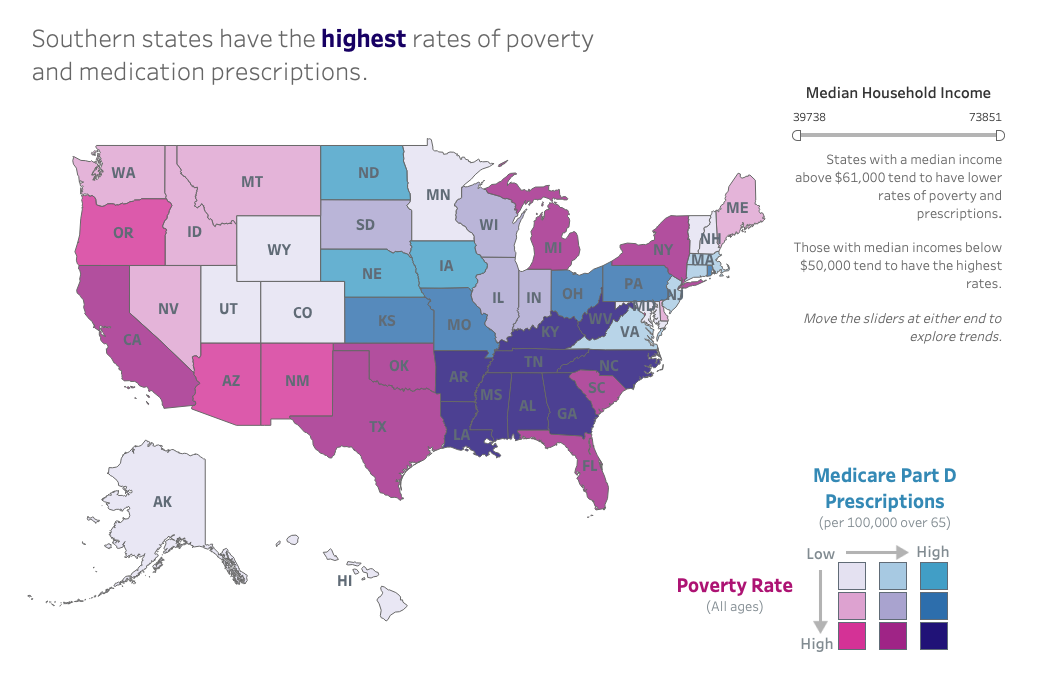 Southern states have the highest rates of poverty
and medication prescriptions.
Median Household Income
39738 73851
States with a median income
above $61,000 tend to have lower
rates of poverty and
prescriptions.
Those with median incomes below
$50,000 tend to have the highest
rates.
Move the sliders at either end to
explore trends.
WA
MT
ND
MN
OR
ID
WY
SD
WI
MI
NY
ME
NH
MA
NV
UT
CO
NE
IA
IL
IN
OH
PA
NJ
MD
CA
KS
MO
KY
WV
VA
AZ
NM
OK
AR
TN
NC
SC
TX
LA
MS
AL
GA
FL
AK
HI
Medicare Part D
Prescriptions
(per 100,000 over 65)
Low High
Poverty Rate
(All ages)
High